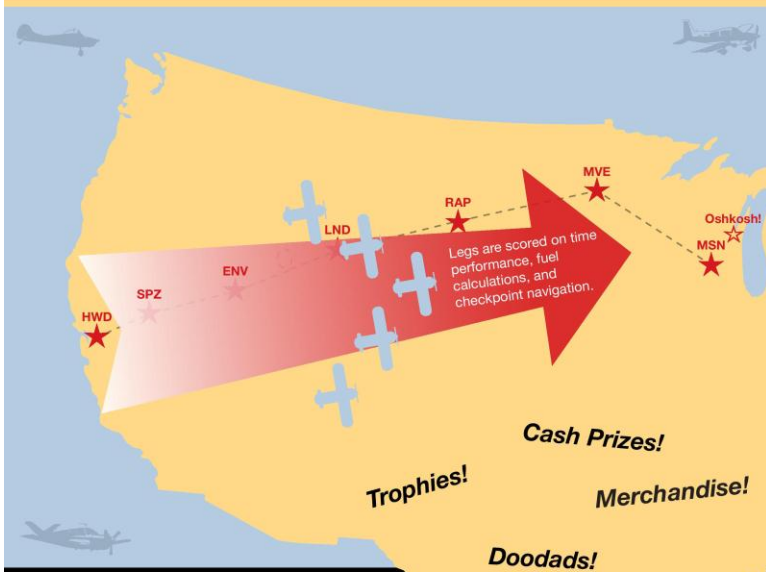 MVE
RAP
Oshkosh!
LND
MSN
Legs are scored on time
performance, fuel
calculations, and
checkpoint navigation.
ENV
SPZ
HWD
Cash Prizes!
Trophies!
Merchandise!
Doodads!